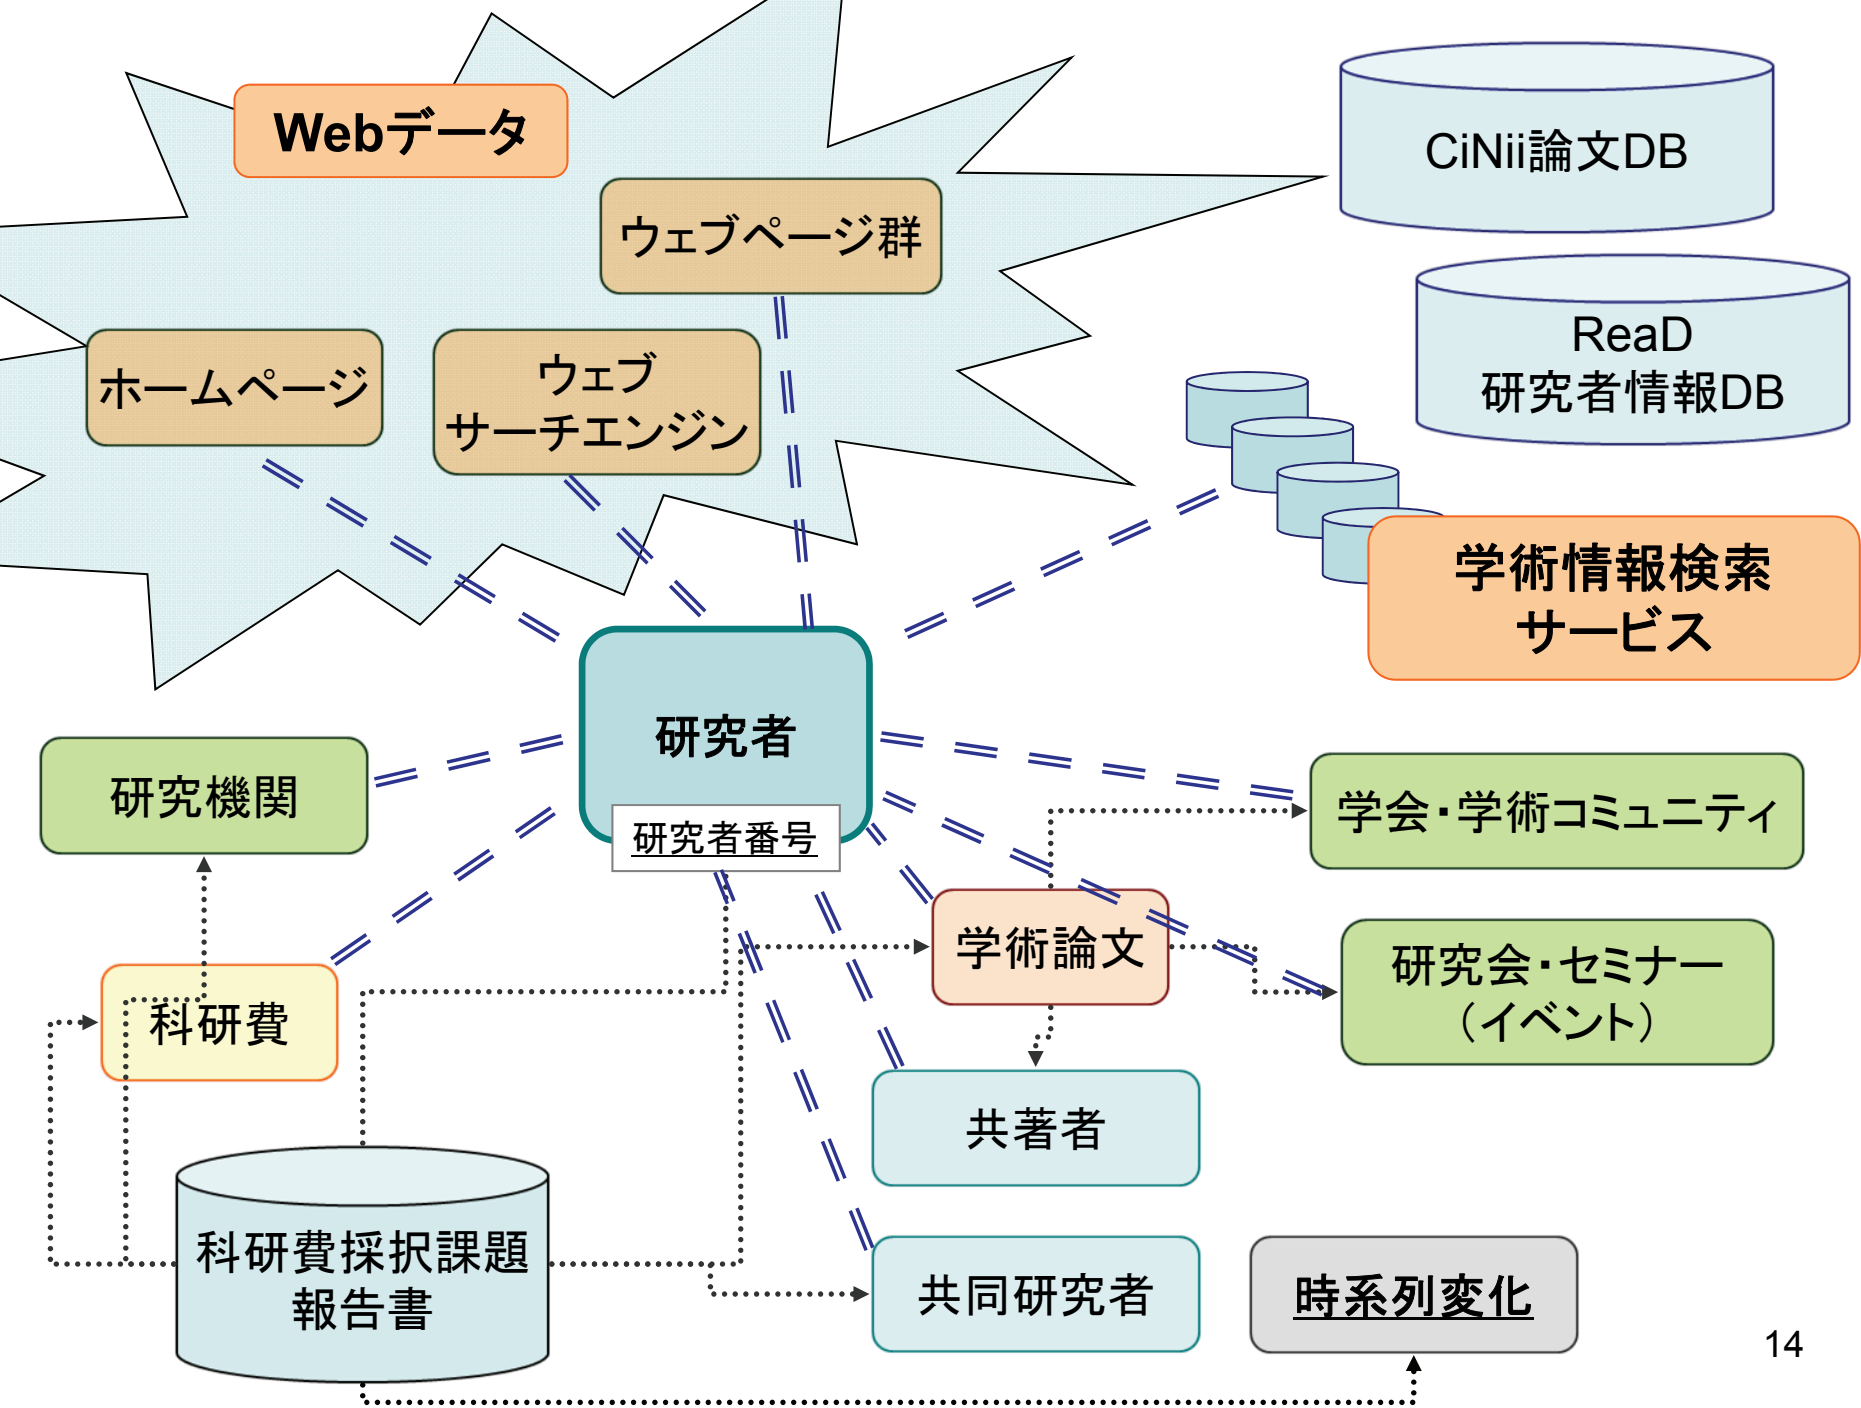 Webデータ
CiNii論文DB
ウェブページ群
ReaD
研究者情報DB
ホームページ
ウェブ
サーチエンジン
学術情報検索
サービス
研究者
研究者番号
研究機関
学会・学術コミュニティ
学術論文
研究会・セミナー
（イベント）
科研費
共著者
科研費採択課題
報告書
共同研究者
時系列変化
14